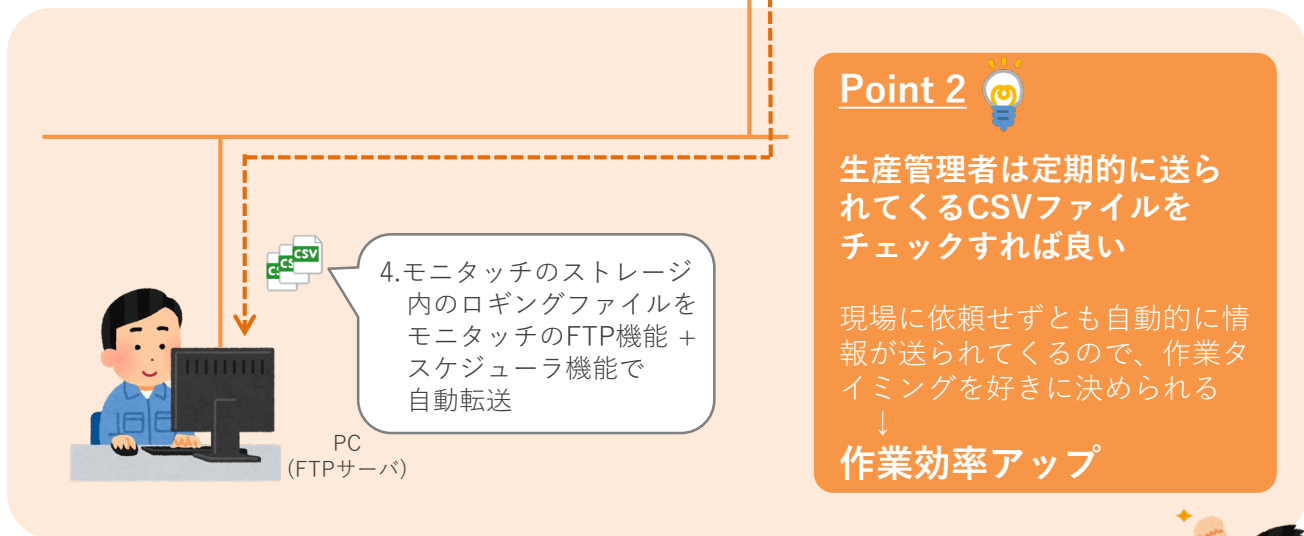 Point 2
生産管理者は定期的に送ら
れてくるCSVファイルを
チェックすれば良い
現場に依頼せずとも自動的に情
報が送られてくるので、作業タ
イミングを好きに決められる
↓
作業効率アップ
CSV
4.モニタッチのストレージ
内のロギングファイルを
モニタッチのFTP機能 +
スケジューラ機能で
自動転送
PC
(FTPサーバ)